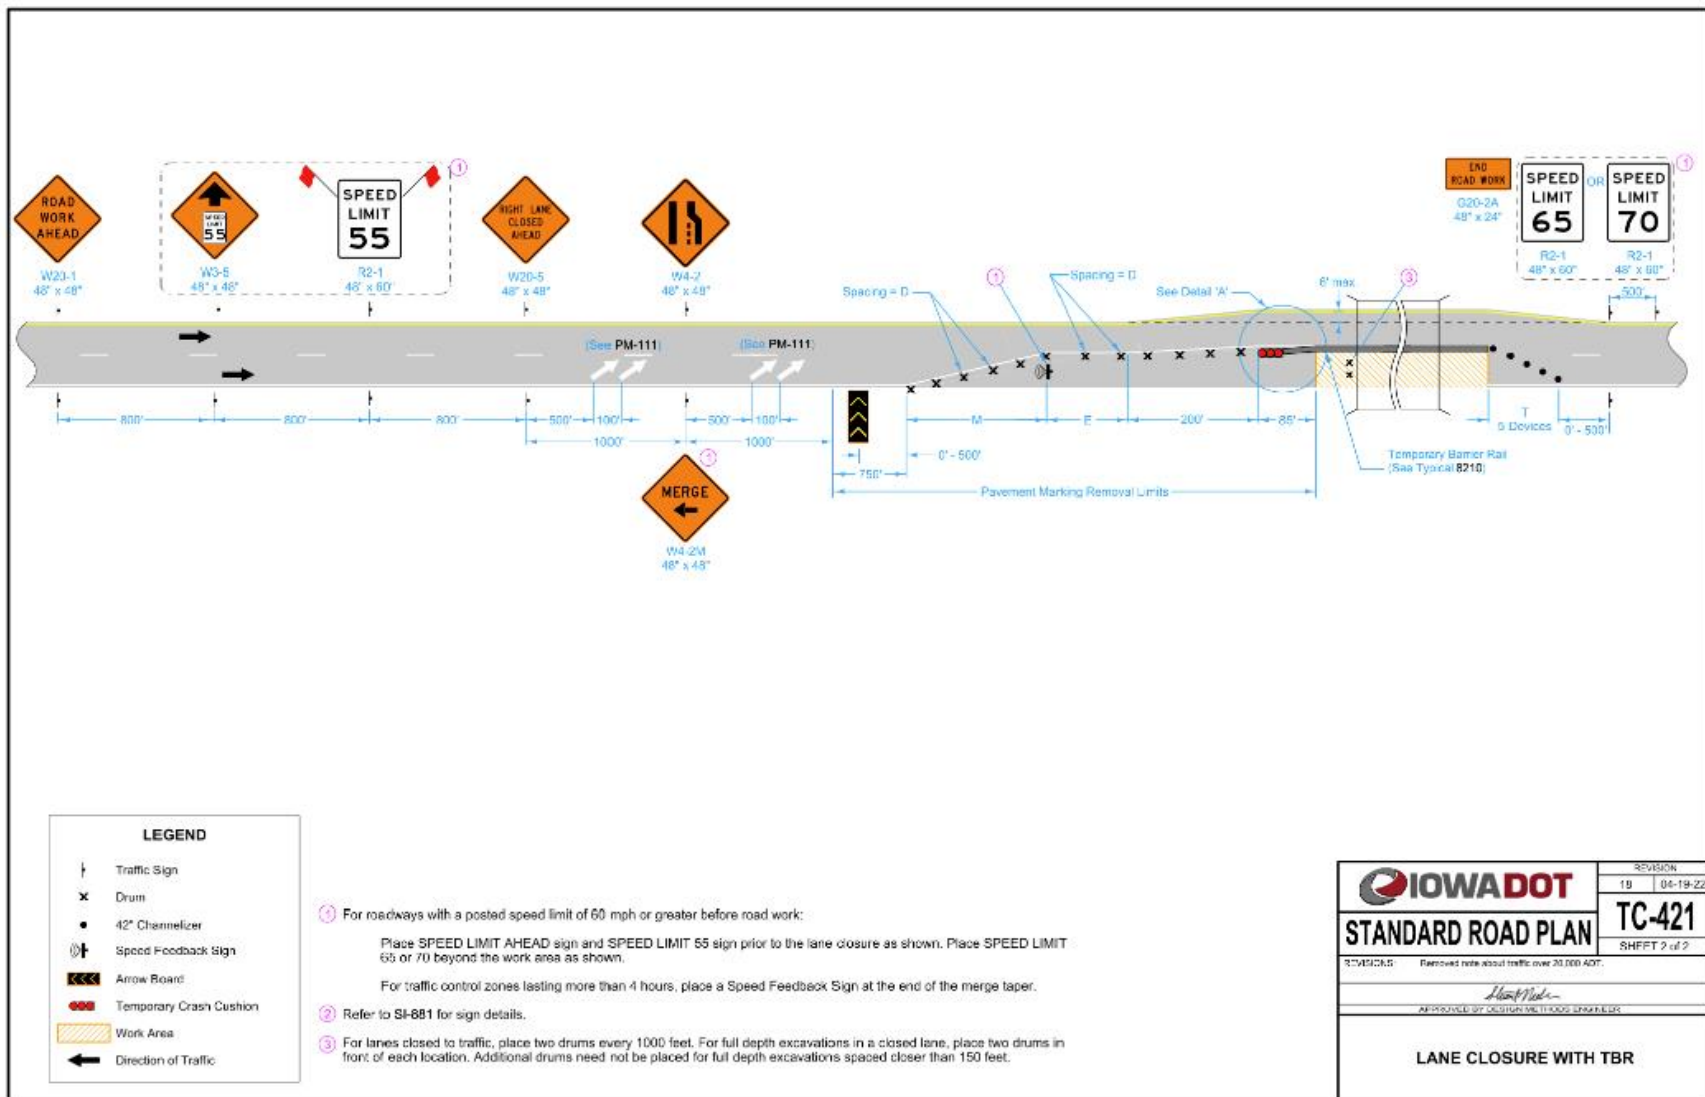 ROAD
WORK
AHEAD
W20-1
48" x 48"
SPEED
LIMIT
55
W3-5
48" x 48"
SPEED
LIMIT
55
R2-1
48" x 60"
1
RIGHT LANE
CLOSED
AHEAD
W20-5
48" x 48"
W4-2
48" x 48"
END
ROAD WORK
G20-2A
48" x 24"
SPEED
LIMIT
65
R2-1
48" x 60"
OR
SPEED
LIMIT
70
R2-1
48" x 60"
1
Spacing = D
1
Spacing = D
See Detail 'A'
6' max
3
500'
(See PM-111)
(See PM-111)
800'
800'
800'
500'
100'
500'
100'
1000'
1000'
M
E
200'
85'
T
5 Devices
0' - 500'
0' - 500'
750'
Temporary Barrier Rail
(See Typical 8210)
Pavement Marking Removal Limits
1
MERGE
W4-2M
48" x 48"
LEGEND
Traffic Sign
Drum
42" Channelizer
Speed Feedback Sign
Arrow Board
Temporary Crash Cushion
Work Area
Direction of Traffic
1 For roadways with a posted speed limit of 60 mph or greater before road work:
Place SPEED LIMIT AHEAD sign and SPEED LIMIT 55 sign prior to the lane closure as shown. Place SPEED LIMIT
65 or 70 beyond the work area as shown.
For traffic control zones lasting more than 4 hours, place a Speed Feedback Sign at the end of the merge taper.
2 Refer to SI-881 for sign details.
3 For lanes closed to traffic, place two drums every 1000 feet. For full depth excavations in a closed lane, place two drums in
front of each location. Additional drums need not be placed for full depth excavations spaced closer than 150 feet.
IOWADOT
STANDARD ROAD PLAN
REVISION
18 04-19-22
TC-421
SHEET 2 of 2
REVISIONS: Removed note about traffic over 20,000 ADT.
APPROVED BY DESIGN METHODS ENGINEER
LANE CLOSURE WITH TBR